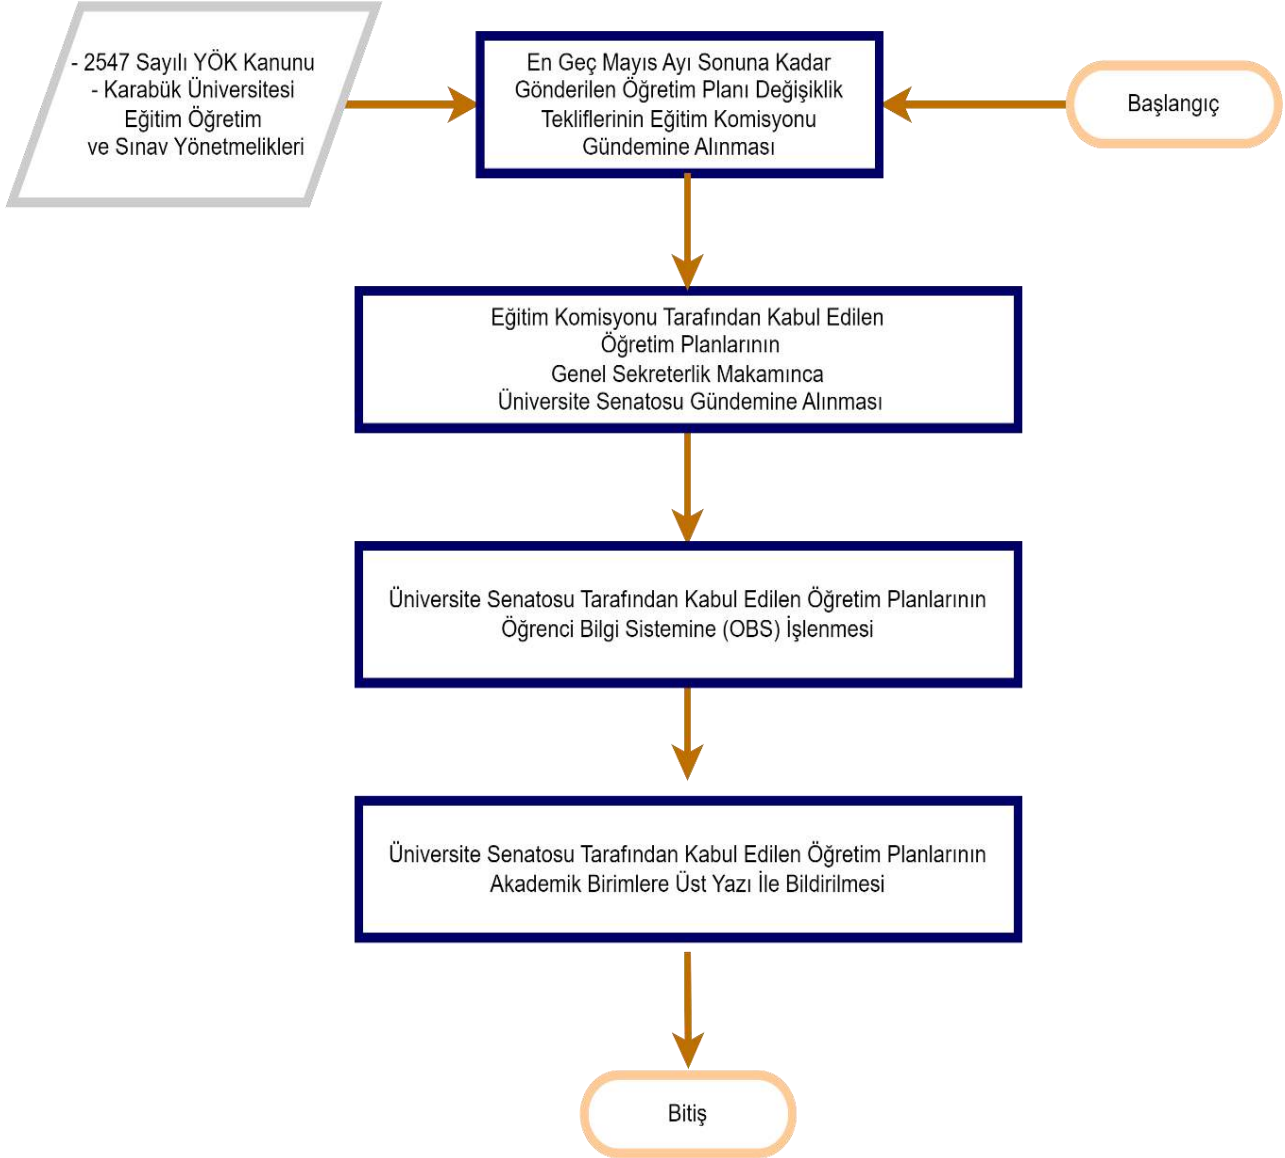 - 2547 Sayılı YÖK Kanunu
- Karabük Üniversitesi
Eğitim Öğretim
ve Sınav Yönetmelikleri
En Geç Mayıs Ayı Sonuna Kadar
Gönderilen Öğretim Planı Değişiklik
Tekliflerinin Eğitim Komisyonu
Gündemine Alınması
Başlangıç
Eğitim Komisyonu Tarafından Kabul Edilen
Öğretim Planlarının
Genel Sekreterlik Makamınca
Üniversite Senatosu Gündemine Alınması
Üniversite Senatosu Tarafından Kabul Edilen Öğretim Planlarının
Öğrenci Bilgi Sistemine (OBS) İşlenmesi
Üniversite Senatosu Tarafından Kabul Edilen Öğretim Planlarının
Akademik Birimlere Üst Yazı İle Bildirilmesi
Bitiş